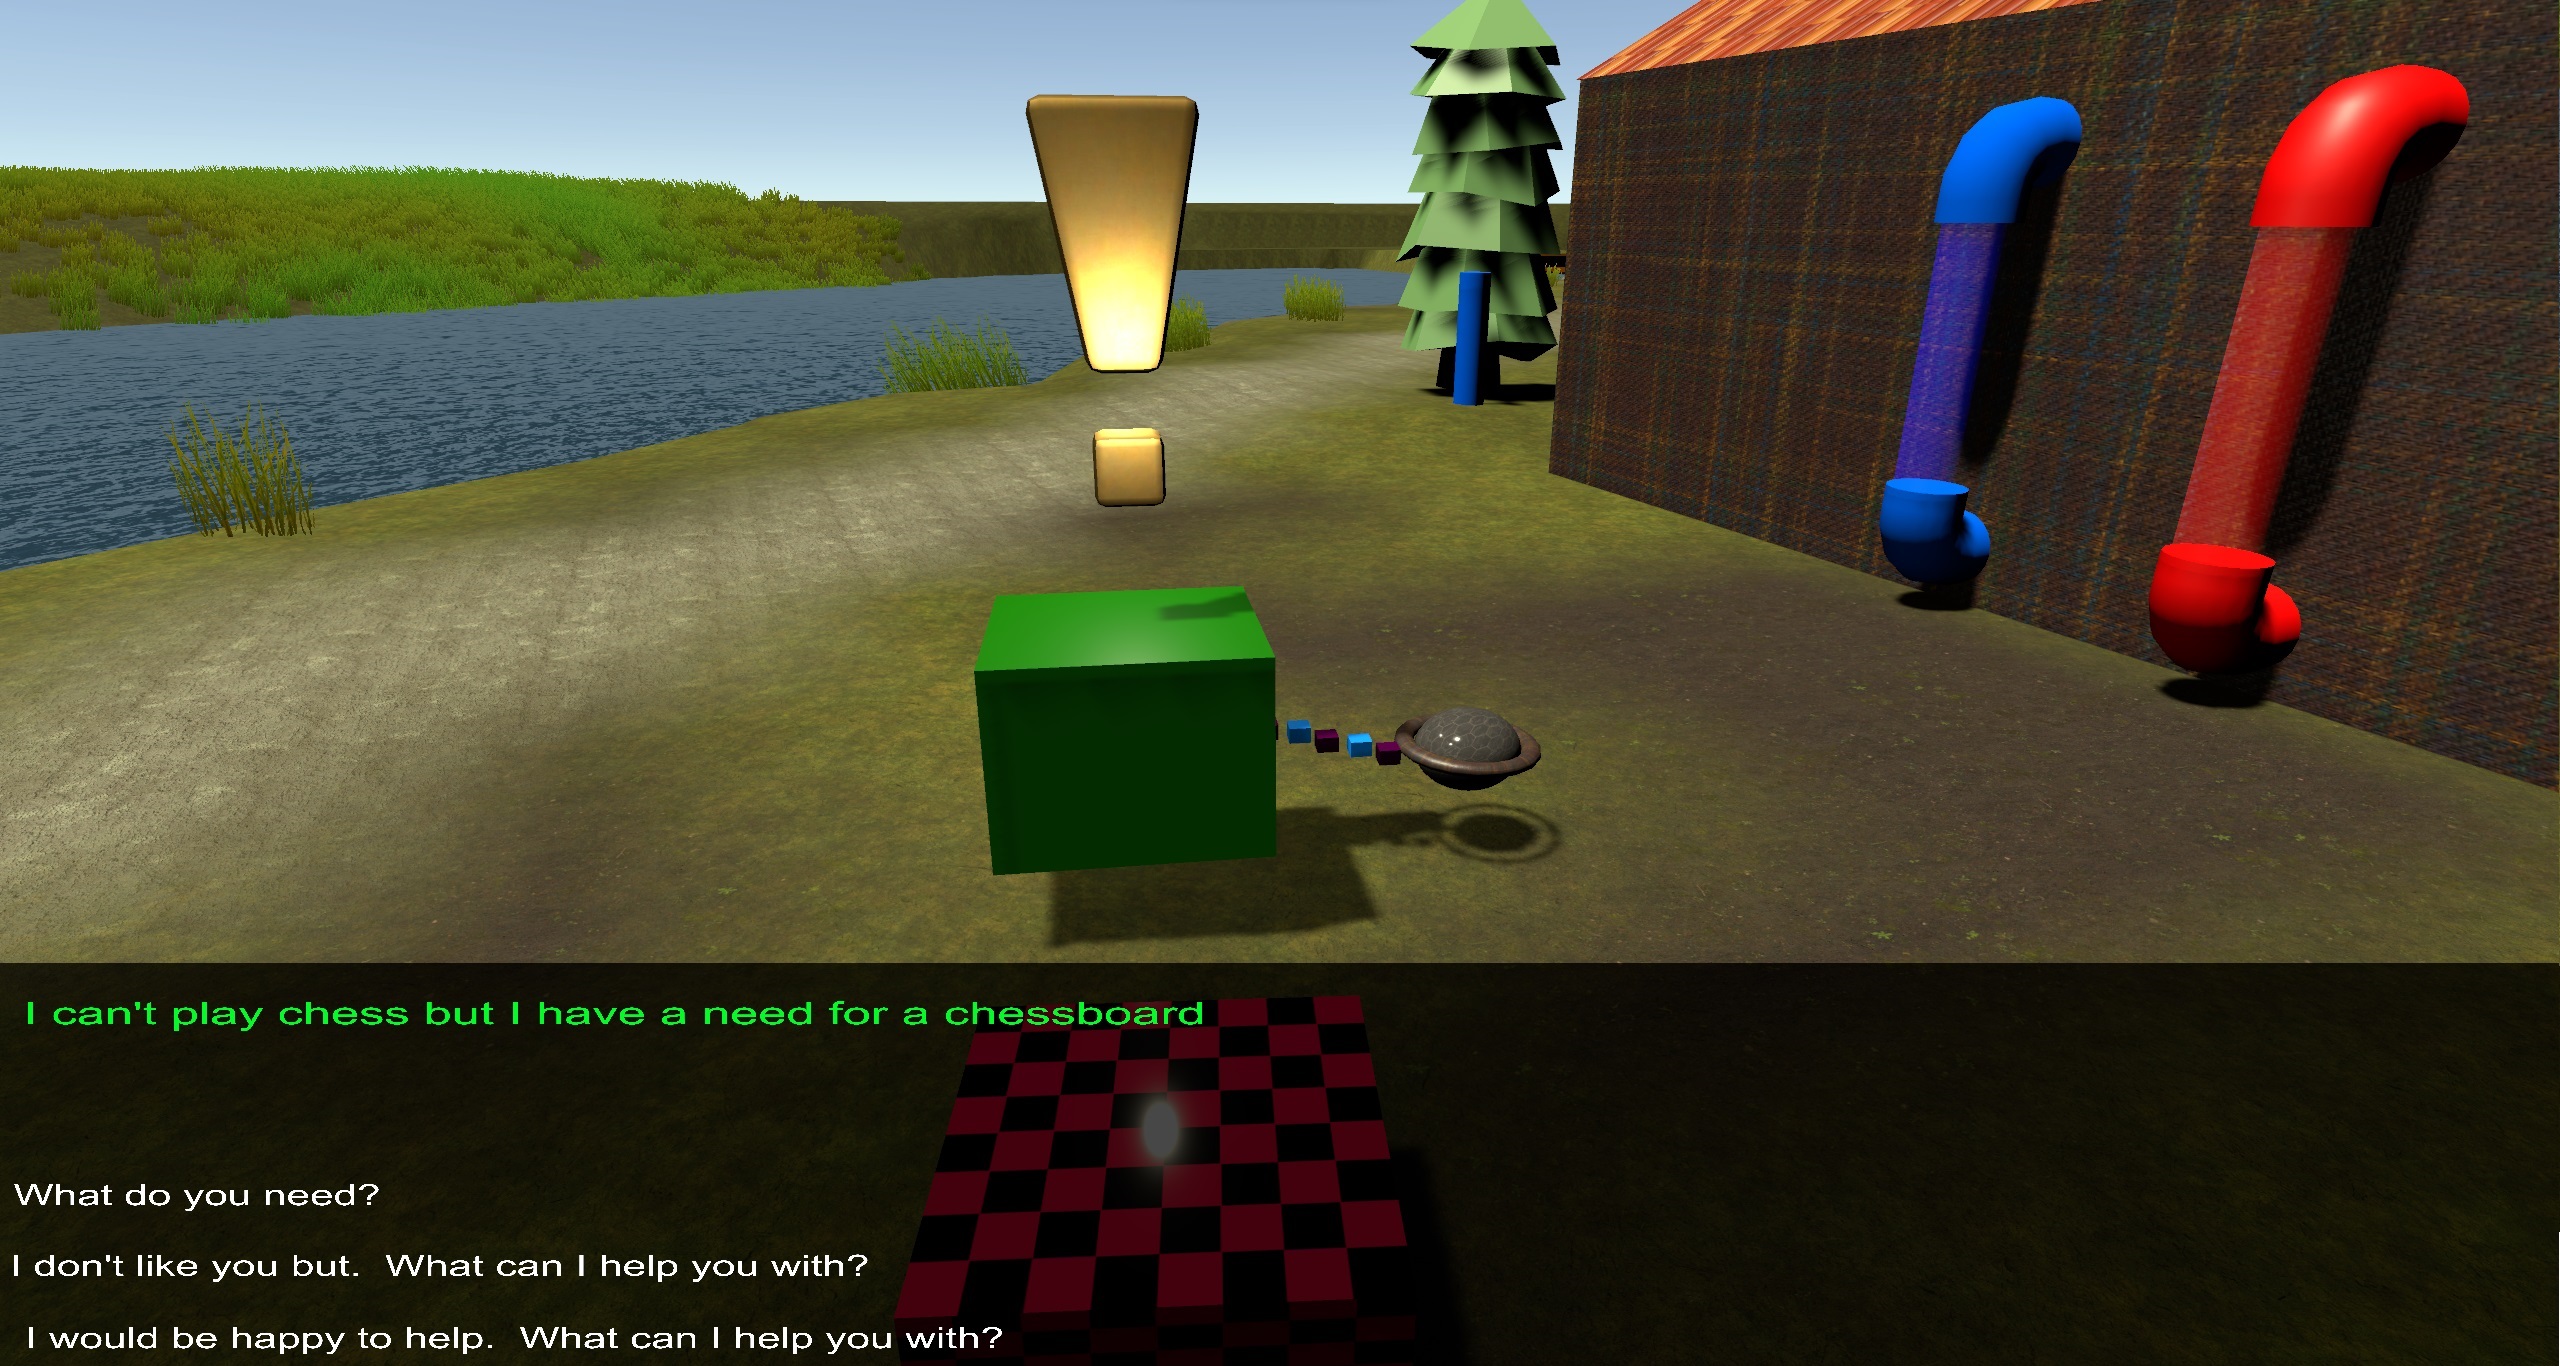 I can't play chess but I have a need for a chessboard
What do you need?
I don't like you but.  What can I help you with?
I would be happy to help.  What can I help you with?